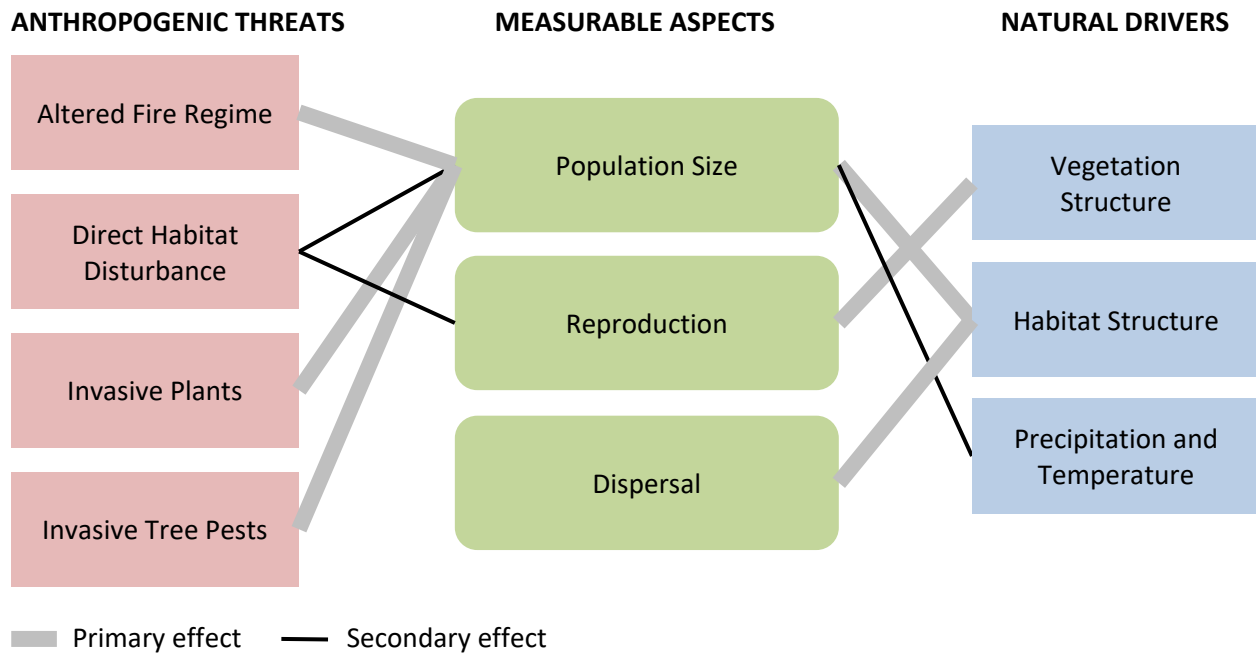 ANTHROPOGENIC THREATS
MEASURABLE ASPECTS
NATURAL DRIVERS
Altered Fire Regime
Direct Habitat
Disturbance
Invasive Plants
Invasive Tree Pests
Population Size
Reproduction
Dispersal
Vegetation
Structure
Habitat Structure
Precipitation and
Temperature
Primary effect
Secondary effect